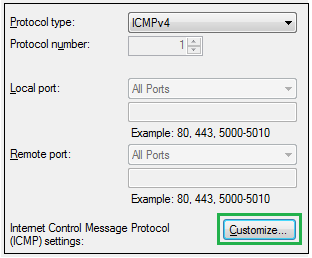 Protocol type:
ICMPv4
Protocol number:
1
Local port:
All Ports
Example: 80, 443, 5000-5010
Remote port:
All Ports
Example: 80, 443, 5000-5010
Internet Control Message Protocol
(ICMP) settings:
Customize...